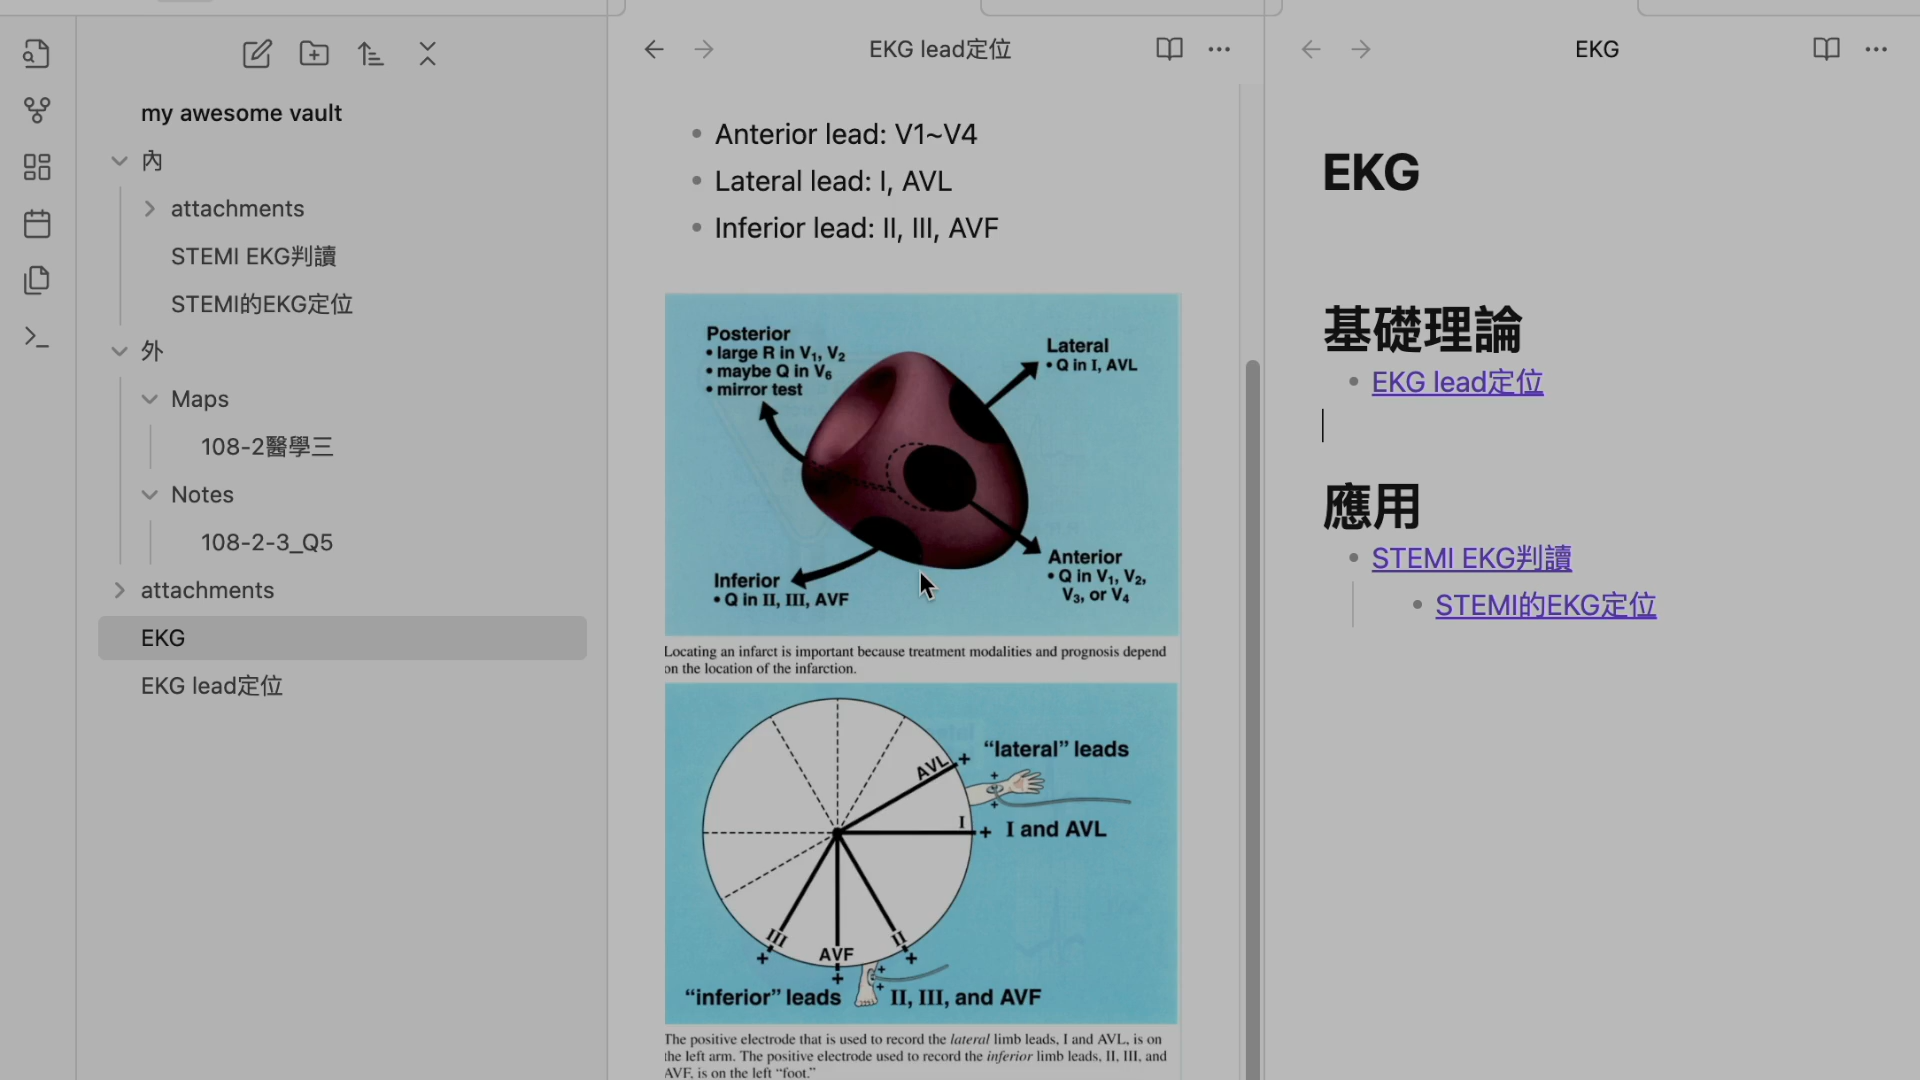 my awesome vault
內
attachments
STEMI EKG判讀
STEMI的EKG定位
外
Maps
108-2醫學三
Notes
108-2-3_Q5
attachments
EKG
EKG lead定位
EKG lead定位
Anterior lead: V1~V4
Lateral lead: I, AVL
Inferior lead: II, III, AVF
Posterior
• large R in V₁, V₂
• maybe Q in V₆
• mirror test
Lateral
• Q in I, AVL
Inferior
• Q in II, III, AVF
Anterior
• Q in V₁, V₂,
V₃, or V₄
Locating an infarct is important because treatment modalities and prognosis depend
on the location of the infarction.
“lateral” leads
AVL +
I + I and AVL
III
AVF
II
+
+
+
“inferior” leads II, III, and AVF
The positive electrode that is used to record the lateral limb leads, I and AVL, is on
the left arm. The positive electrode used to record the inferior limb leads, II, III, and
AVF, is on the left “foot.”
EKG
EKG
基礎理論
EKG lead定位
應用
STEMI EKG判讀
STEMI的EKG定位